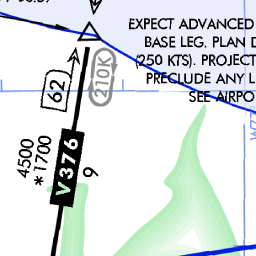 EXPECT ADVANCED
BASE LEG. PLAN D
(250 KTS). PROJECT
PRECLUDE ANY L
SEE AIRPO
210K
62
4500
*1700
V376
9